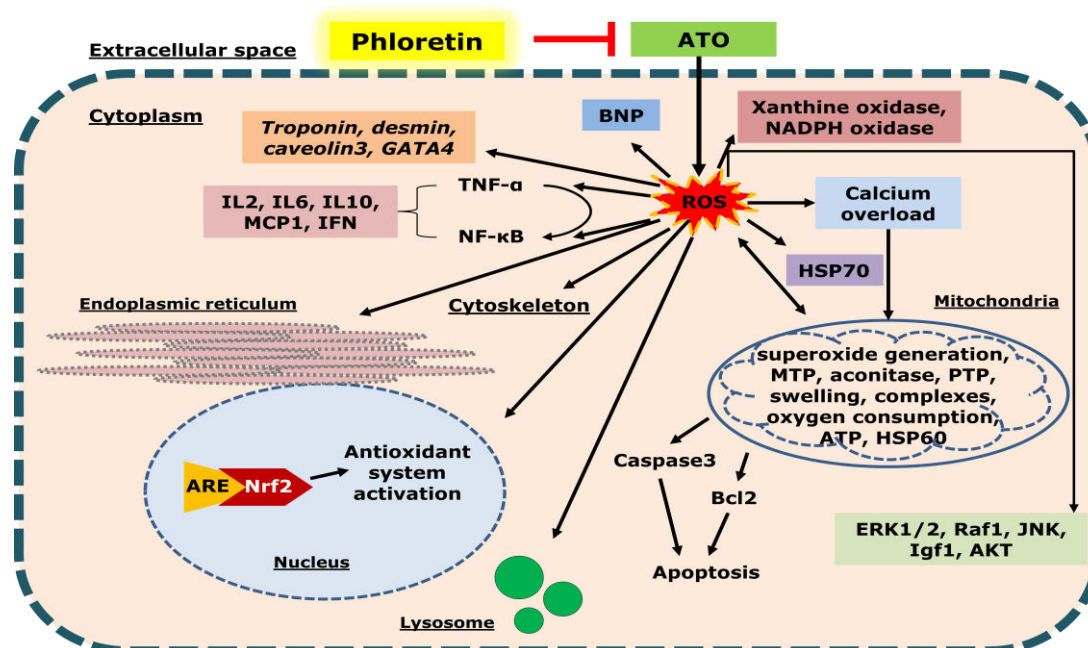 Extracellular space
Phloretin
ATO
Cytoplasm
Troponin, desmin,
caveolin3, GATA4
BNP
Xanthine oxidase,
NADPH oxidase
IL2, IL6, IL10,
MCP1, IFN
TNF-α
NF-κB
ROS
Calcium
overload
HSP70
Endoplasmic reticulum
Cytoskeleton
Mitochondria
superoxide generation,
MTP, aconitase, PTP,
swelling, complexes,
oxygen consumption,
ATP, HSP60
ARE
Nrf2
Antioxidant
system
activation
Nucleus
Caspase3
Bcl2
Apoptosis
ERK1/2, Raf1, JNK,
Igf1, AKT
Lysosome